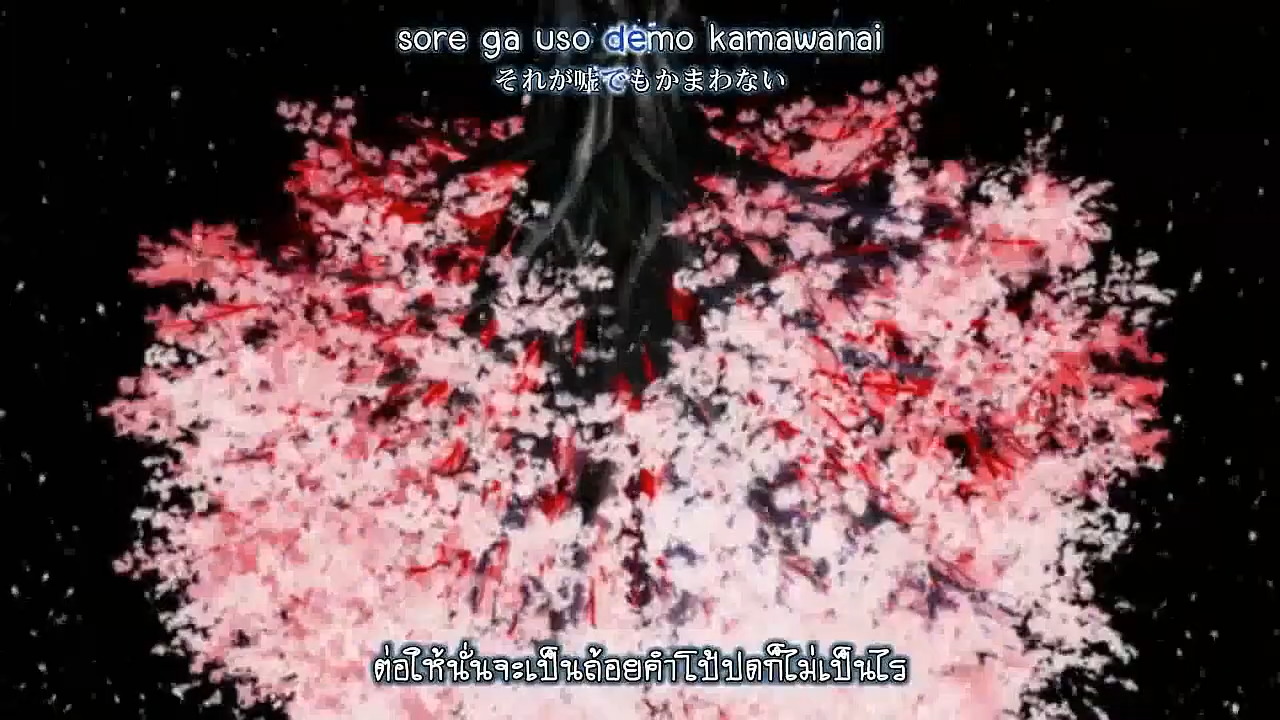 sore ga uso demo kamawanai
それが嘘でもかまわない
ต่อให้นั่นจะเป็นถ้อยคำโป้ปดก็ไม่เป็นไร